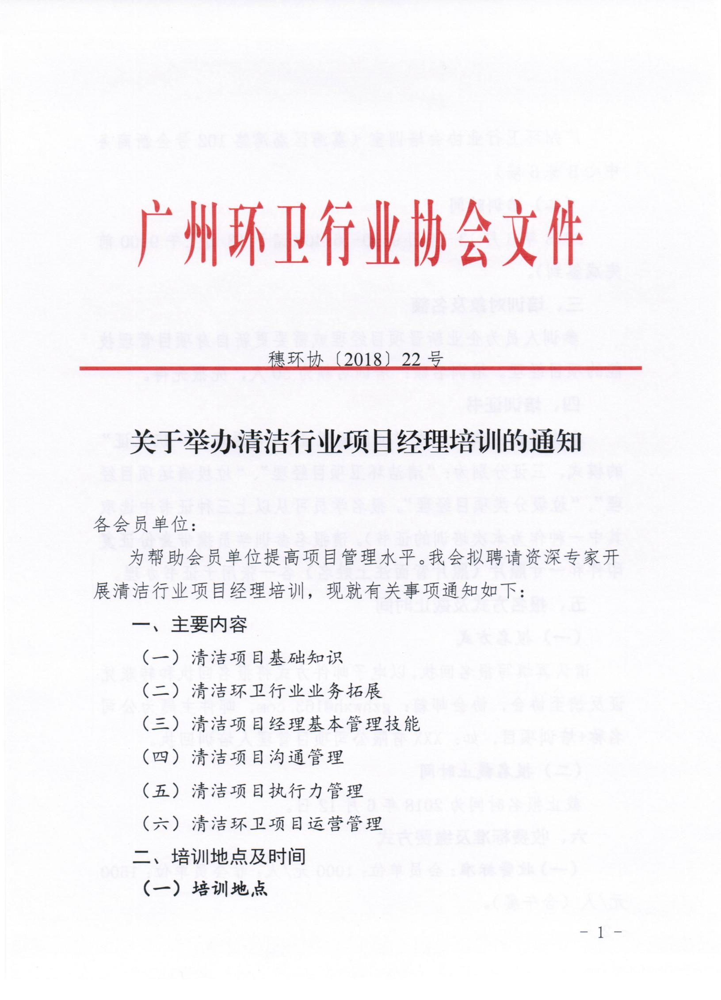 广州环卫行业协会文件
穗环协〔2018〕22 号
关于举办清洁行业项目经理培训的通知
各会员单位：
为帮助会员单位提高项目管理水平。我会拟聘请资深专家开
展清洁行业项目经理培训，现就有关事项通知如下：
一、主要内容
（一）清洁项目基础知识
（二）清洁环卫行业业务拓展
（三）清洁项目经理基本管理技能
（四）清洁项目沟通管理
（五）清洁项目执行力管理
（六）清洁环卫项目运营管理
二、培训地点及时间
（一）培训地点
- 1 -